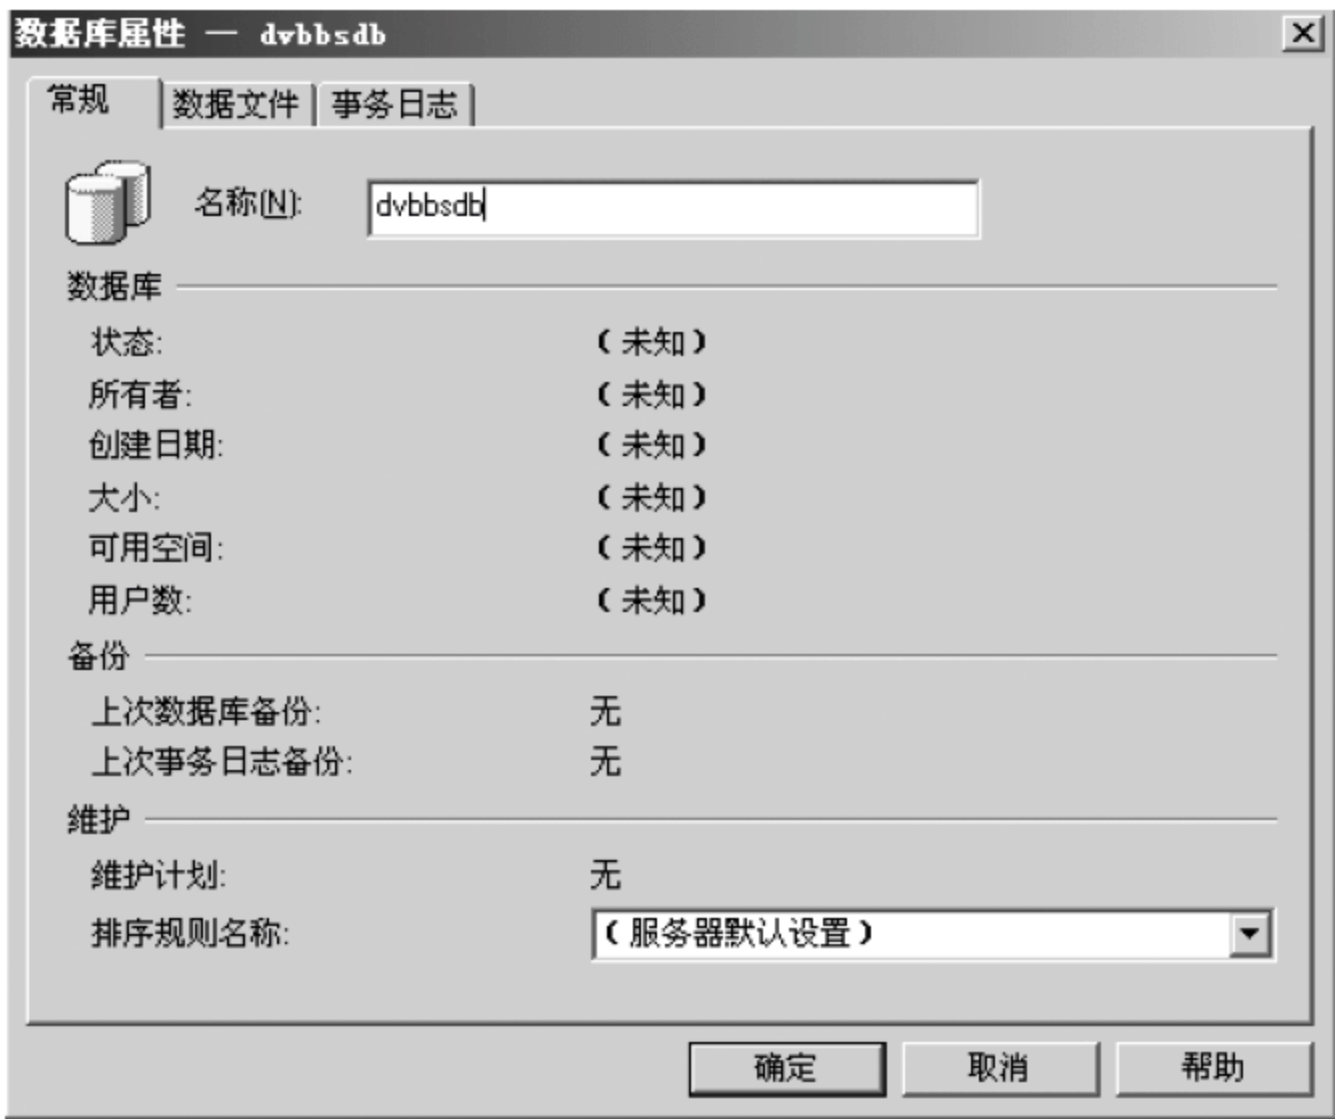 数据库属性 — dvbbsdb
常规 数据文件 事务日志
名称(N): dvbbsdb
数据库
状态: (未知)
所有者: (未知)
创建日期: (未知)
大小: (未知)
可用空间: (未知)
用户数: (未知)
备份
上次数据库备份: 无
上次事务日志备份: 无
维护
维护计划: 无
排序规则名称: (服务器默认设置)
确定 取消 帮助